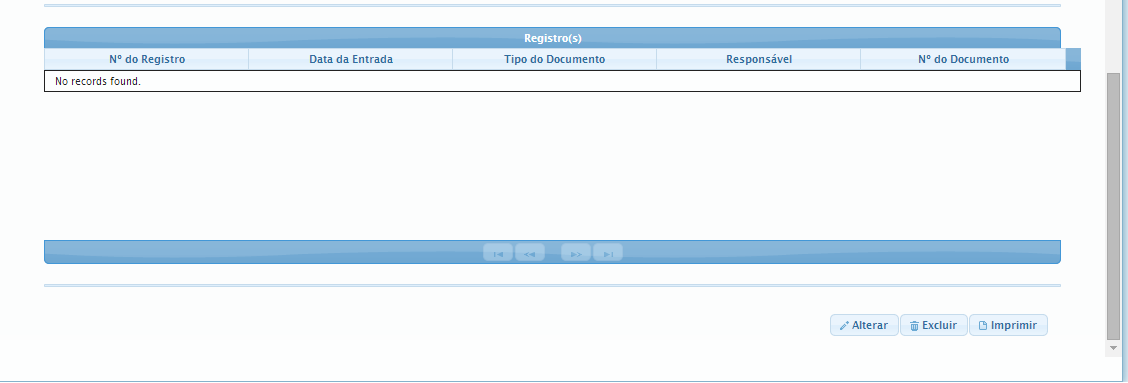 Registro(s)
Nº do Registro Data da Entrada Tipo do Documento Responsável Nº do Documento
No records found.
Alterar Excluir Imprimir